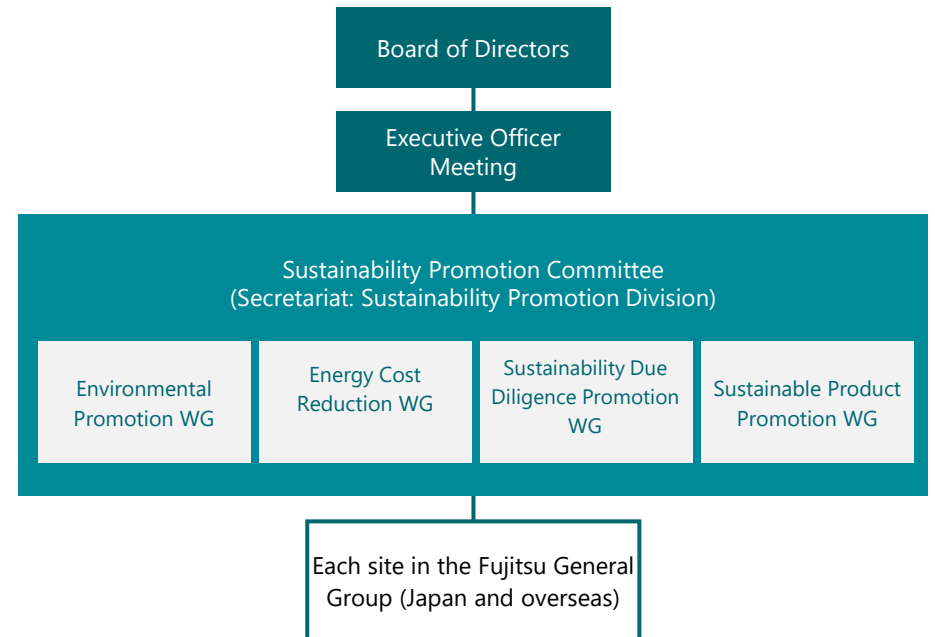 Board of Directors
Executive Officer
Meeting
Sustainability Promotion Committee
(Secretariat: Sustainability Promotion Division)
Environmental
Promotion WG
Energy Cost
Reduction WG
Sustainability Due
Diligence Promotion
WG
Sustainable Product
Promotion WG
Each site in the Fujitsu General
Group (Japan and overseas)